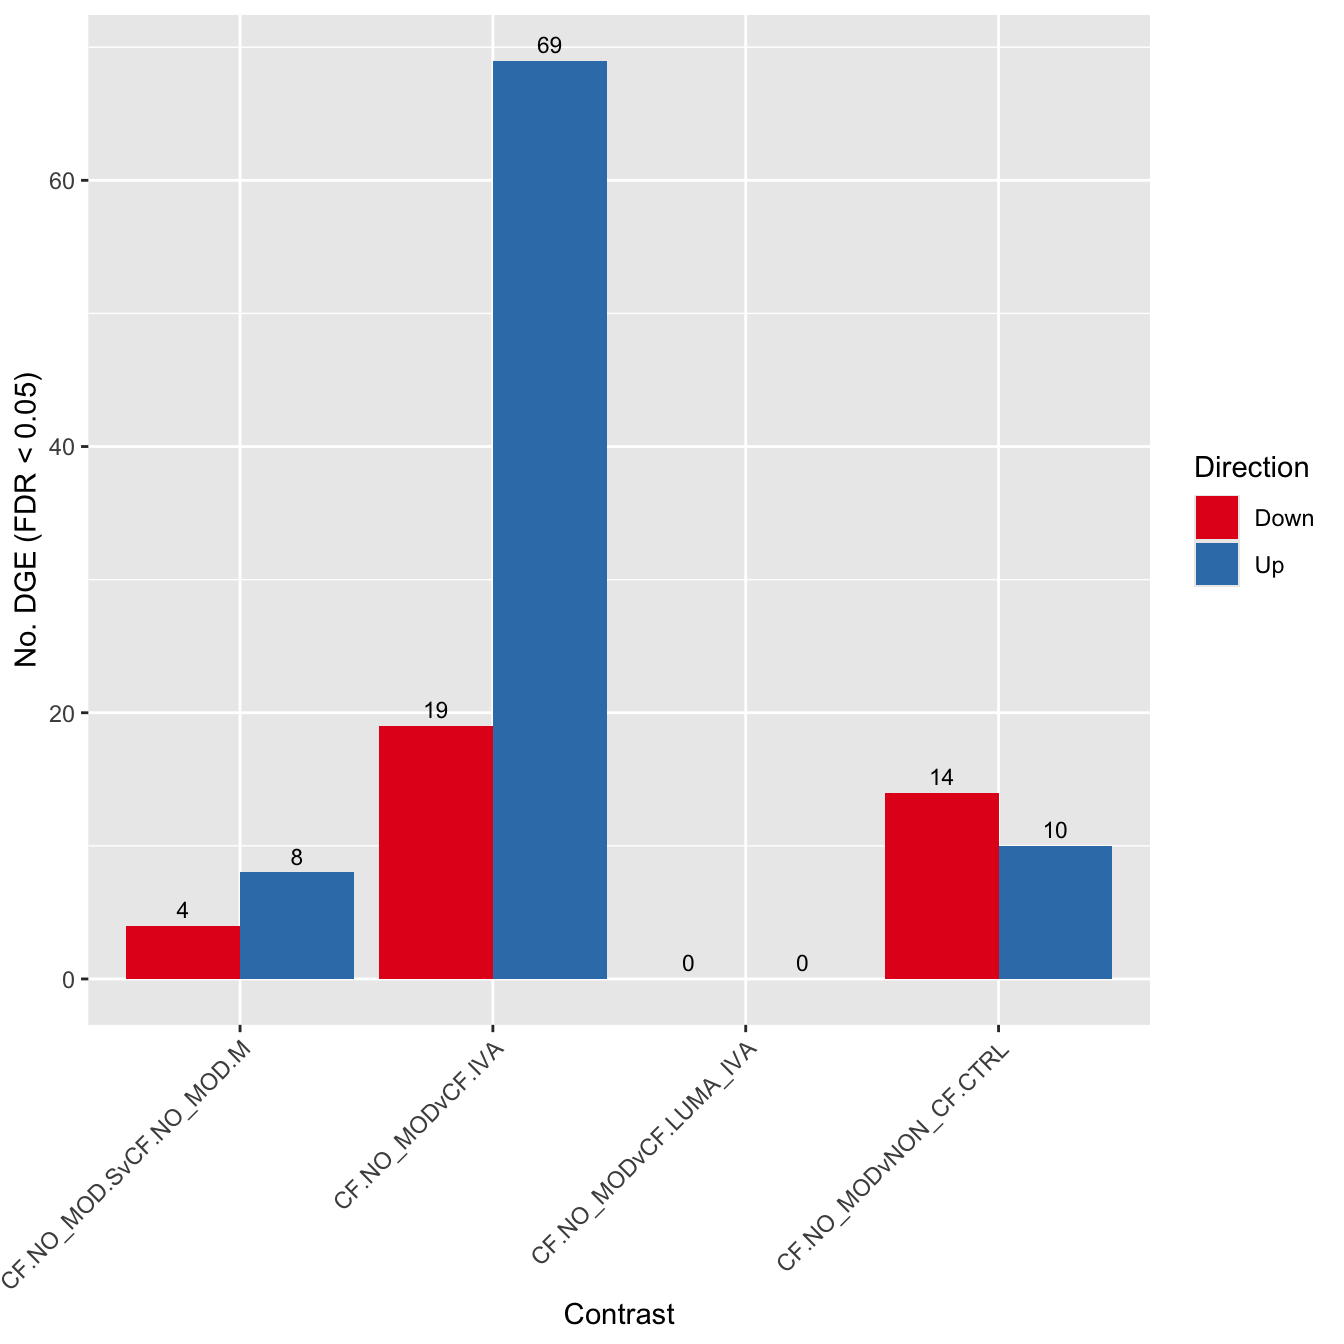 69
60
No. DGE (FDR < 0.05)
40
Direction
Down
Up
20
19
14
10
8
4
0
0
0
CF.NO_MOD.SvCF.NO_MOD.M
CF.NO_MODvCF.IVA
CF.NO_MODvCF.LUMA_IVA
CF.NO_MODvNON_CF.CTRL
Contrast